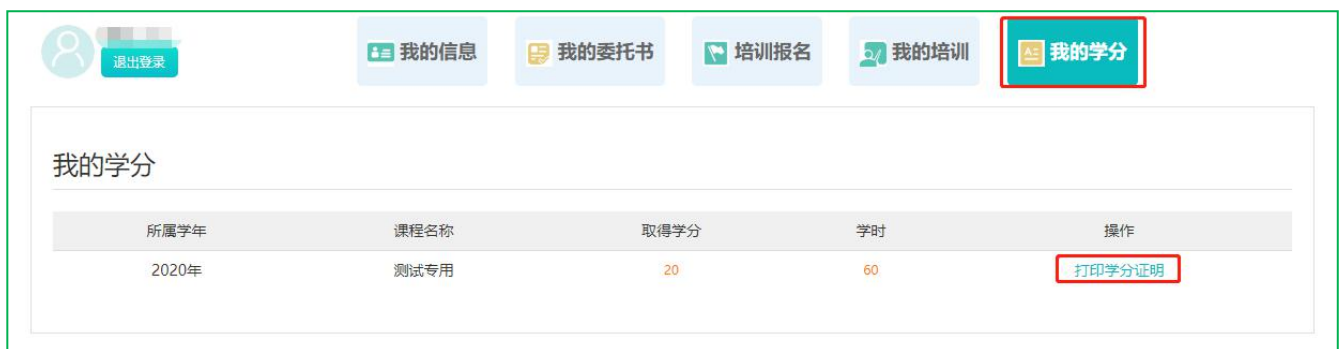 我的信息 我的委托书 培训报名 我的培训 我的学分
退出登录
我的学分
所属学年 课程名称 取得学分 学时 操作
2020年 测试专用 20 60 打印学分证明